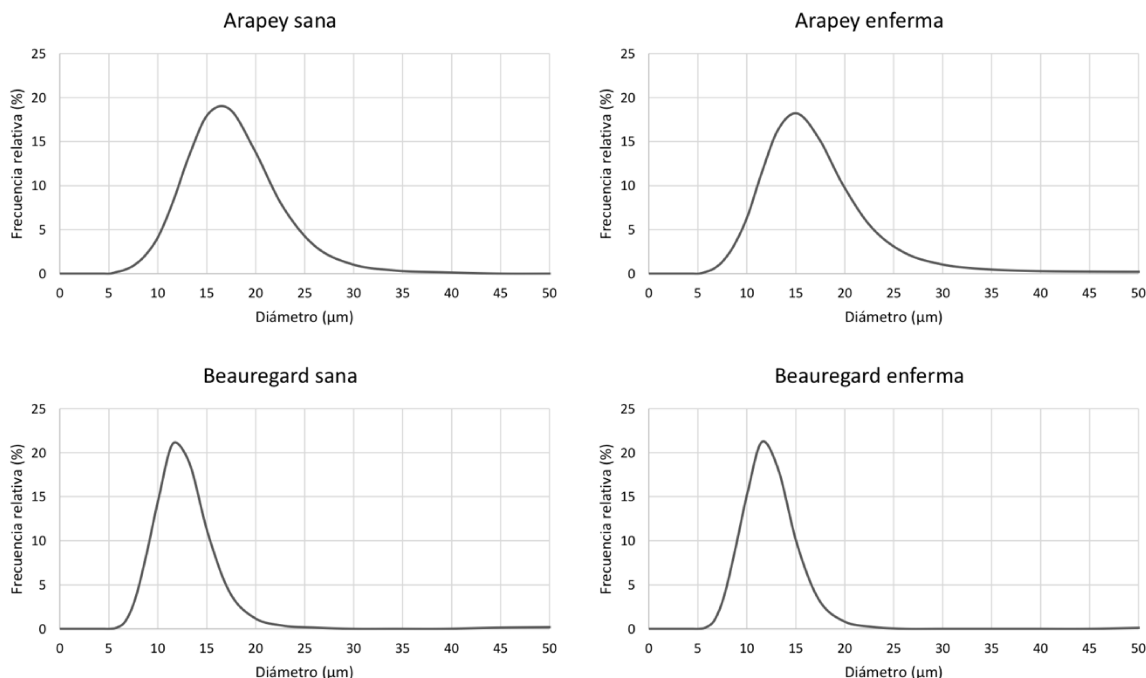 Arapey sana
Frecuencia relativa (%)
25
20
15
10
5
0
0 5 10 15 20 25 30 35 40 45 50
Diámetro (µm)
Arapey enferma
Frecuencia relativa (%)
25
20
15
10
5
0
0 5 10 15 20 25 30 35 40 45 50
Diámetro (µm)
Beauregard sana
Frecuencia relativa (%)
25
20
15
10
5
0
0 5 10 15 20 25 30 35 40 45 50
Diámetro (µm)
Beauregard enferma
Frecuencia relativa (%)
25
20
15
10
5
0
0 5 10 15 20 25 30 35 40 45 50
Diámetro (µm)